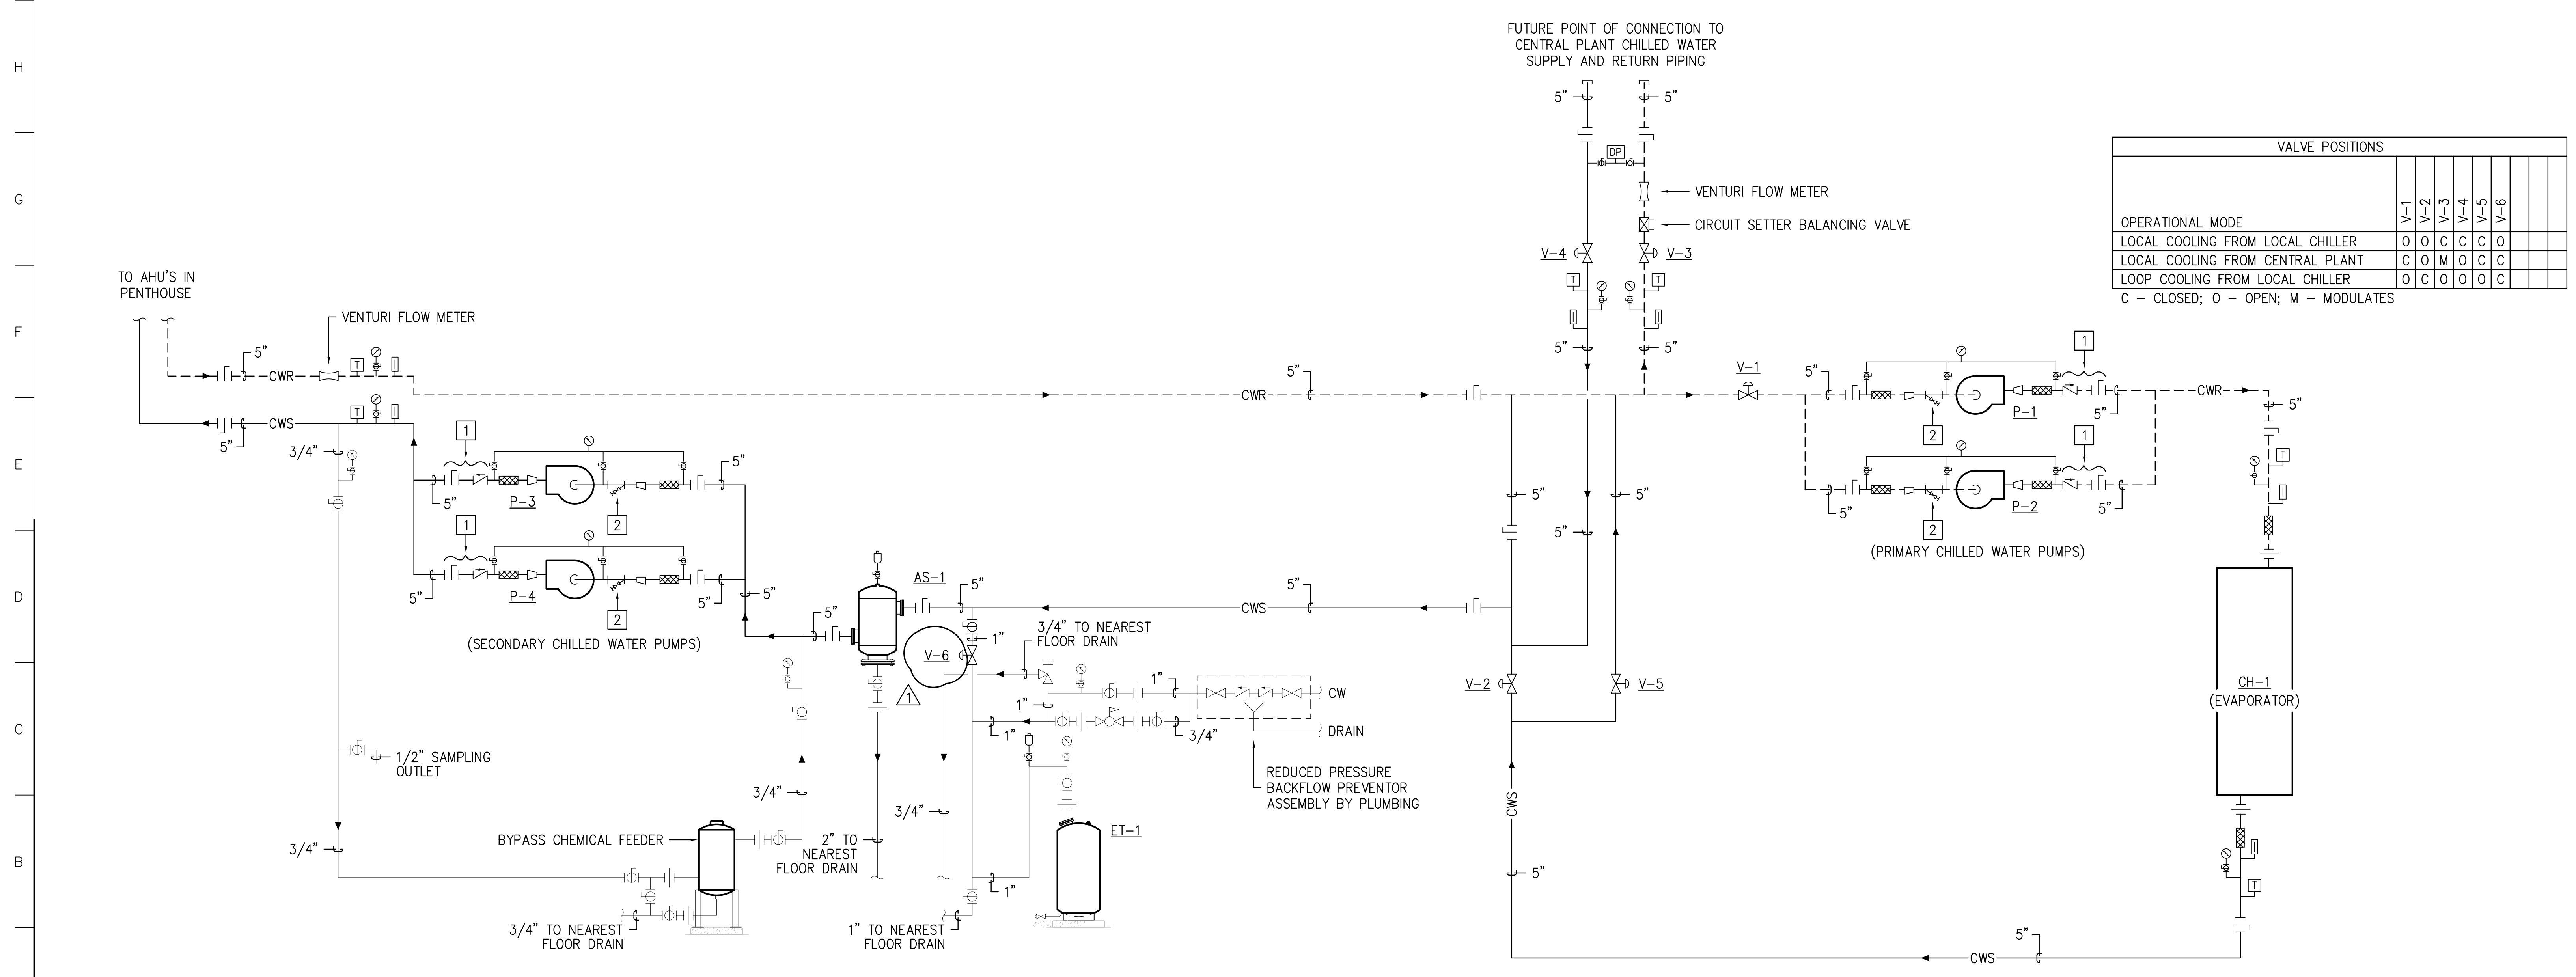 H
G
F
E
D
C
B
FUTURE POINT OF CONNECTION TO
CENTRAL PLANT CHILLED WATER
SUPPLY AND RETURN PIPING
5"
5"
DP
VENTURI FLOW METER
CIRCUIT SETTER BALANCING VALVE
V-4
V-3
T
T
5"
5"
VALVE POSITIONS
OPERATIONAL MODE V-1 V-2 V-3 V-4 V-5 V-6
LOCAL COOLING FROM LOCAL CHILLER O O C C C O
LOCAL COOLING FROM CENTRAL PLANT C O M O C C
LOOP COOLING FROM LOCAL CHILLER O C O O O C
C - CLOSED; O - OPEN; M - MODULATES
TO AHU'S IN
PENTHOUSE
VENTURI FLOW METER
5"
T
CWR
5"
CWR
V-1
5"
1
P-1
5"
CWR
5"
2
1
5"
P-2
5"
2
(PRIMARY CHILLED WATER PUMPS)
T
CWS
5"
T
3/4"
1
5"
P-3
2
5"
1
5"
P-4
2
5"
5"
(SECONDARY CHILLED WATER PUMPS)
5"
AS-1
5"
5"
CWS
5"
5"
5"
1"
3/4" TO NEAREST
FLOOR DRAIN
V-6
1
1"
1"
CW
1"
3/4"
DRAIN
V-2
V-5
CH-1
(EVAPORATOR)
REDUCED PRESSURE
BACKFLOW PREVENTOR
ASSEMBLY BY PLUMBING
1/2" SAMPLING
OUTLET
3/4"
3/4"
CWS
BYPASS CHEMICAL FEEDER
3/4"
2" TO
NEAREST
FLOOR DRAIN
ET-1
1"
5"
T
3/4" TO NEAREST
FLOOR DRAIN
1" TO NEAREST
FLOOR DRAIN
5"
CWS